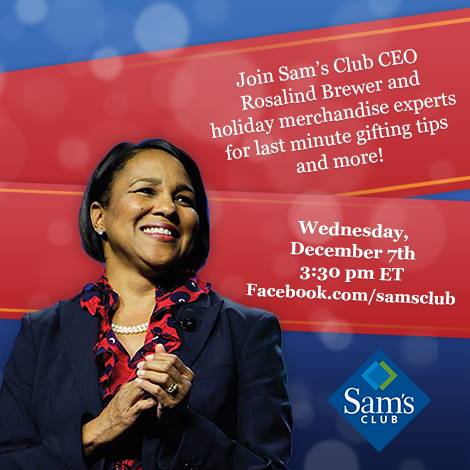 Join Sam's Club CEO
Rosalind Brewer and
holiday merchandise experts
for last minute gifting tips
and more!
Wednesday,
December 7th
3:30 pm ET
Facebook.com/samsclub
Sam's
CLUB